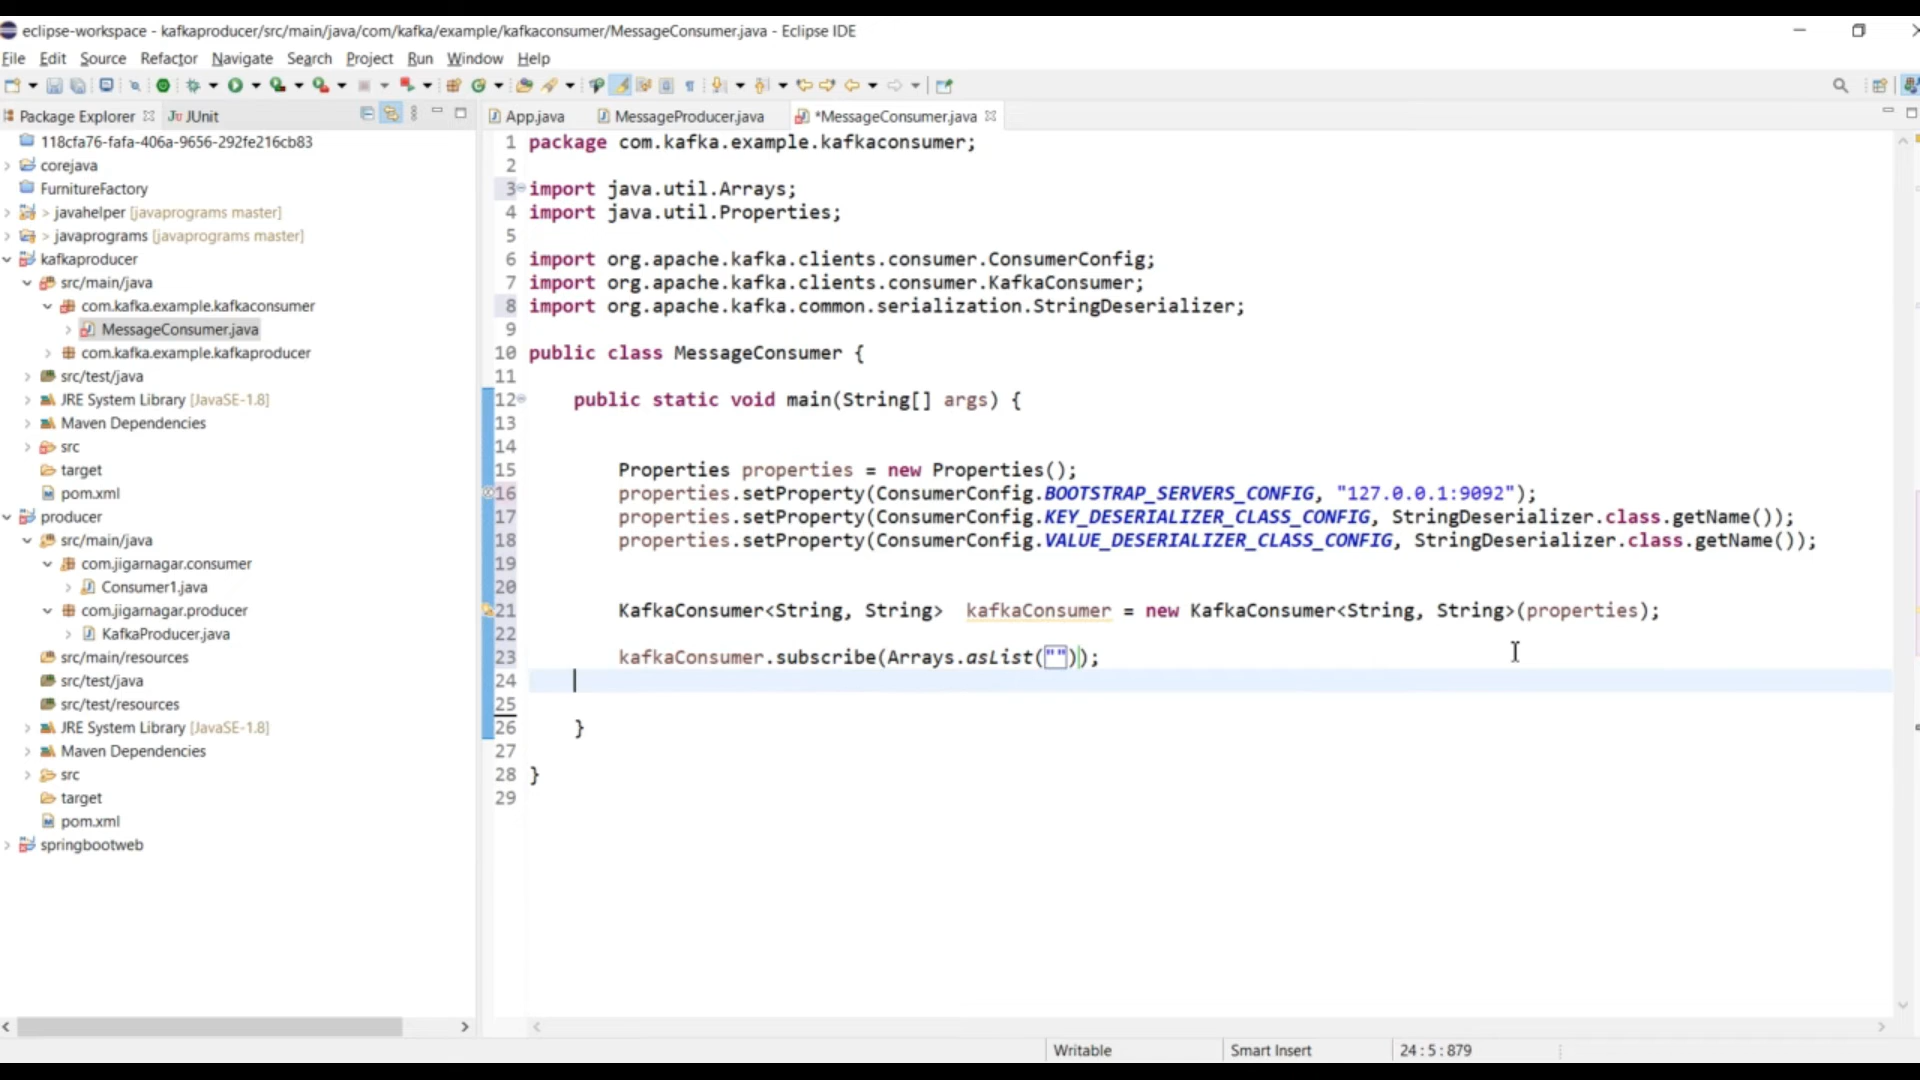 eclipse-workspace - kafkaproducer/src/main/java/com/kafka/example/kafkaconsumer/MessageConsumer.java - Eclipse IDE
File Edit Source Refactor Navigate Search Project Run Window Help
Package Explorer JUnit
118cfa76-fafa-406a-9656-292fe216cb83
corejava
FurnitureFactory
> javahelper [javaprograms master]
> javaprograms [javaprograms master]
kafkaproducer
src/main/java
com.kafka.example.kafkaconsumer
MessageConsumer.java
com.kafka.example.kafkaproducer
src/test/java
JRE System Library [JavaSE-1.8]
Maven Dependencies
src
target
pom.xml
producer
src/main/java
com.jigarnagar.consumer
Consumer1.java
com.jigarnagar.producer
KafkaProducer.java
src/main/resources
src/test/java
src/test/resources
JRE System Library [JavaSE-1.8]
Maven Dependencies
src
target
pom.xml
springbootweb
App.java MessageProducer.java *MessageConsumer.java
1 package com.kafka.example.kafkaconsumer;
2
3 import java.util.Arrays;
4 import java.util.Properties;
5
6 import org.apache.kafka.clients.consumer.ConsumerConfig;
7 import org.apache.kafka.clients.consumer.KafkaConsumer;
8 import org.apache.kafka.common.serialization.StringDeserializer;
9
10 public class MessageConsumer {
11
12 public static void main(String[] args) {
13
14
15 Properties properties = new Properties();
16 properties.setProperty(ConsumerConfig.BOOTSTRAP_SERVERS_CONFIG, "127.0.0.1:9092");
17 properties.setProperty(ConsumerConfig.KEY_DESERIALIZER_CLASS_CONFIG, StringDeserializer.class.getName());
18 properties.setProperty(ConsumerConfig.VALUE_DESERIALIZER_CLASS_CONFIG, StringDeserializer.class.getName());
19
20
21 KafkaConsumer<String, String> kafkaConsumer = new KafkaConsumer<String, String>(properties);
22
23 kafkaConsumer.subscribe(Arrays.asList(""));
24
25
26 }
27
28 }
29
Writable Smart Insert 24 : 5 : 879